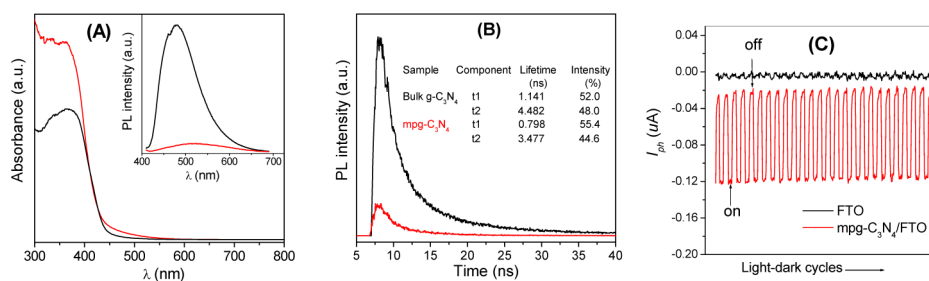 (A)
Absorbance (a.u.)
300 400 500 600 700 800
λ (nm)
PL intensity (a.u.)
400 500 600 700
λ (nm)
(B)
PL intensity (a.u.)
Sample Component Lifetime Intensity
(ns) (%)
Bulk g-C₃N₄ t1 1.141 52.0
t2 4.482 48.0
mpg-C₃N₄ t1 0.798 55.4
t2 3.477 44.6
5 10 15 20 25 30 35 40
Time (ns)
(C)
I_ph (uA)
0.04
0.00
-0.04
-0.08
-0.12
-0.16
-0.20
off
on
FTO
mpg-C₃N₄/FTO
Light-dark cycles